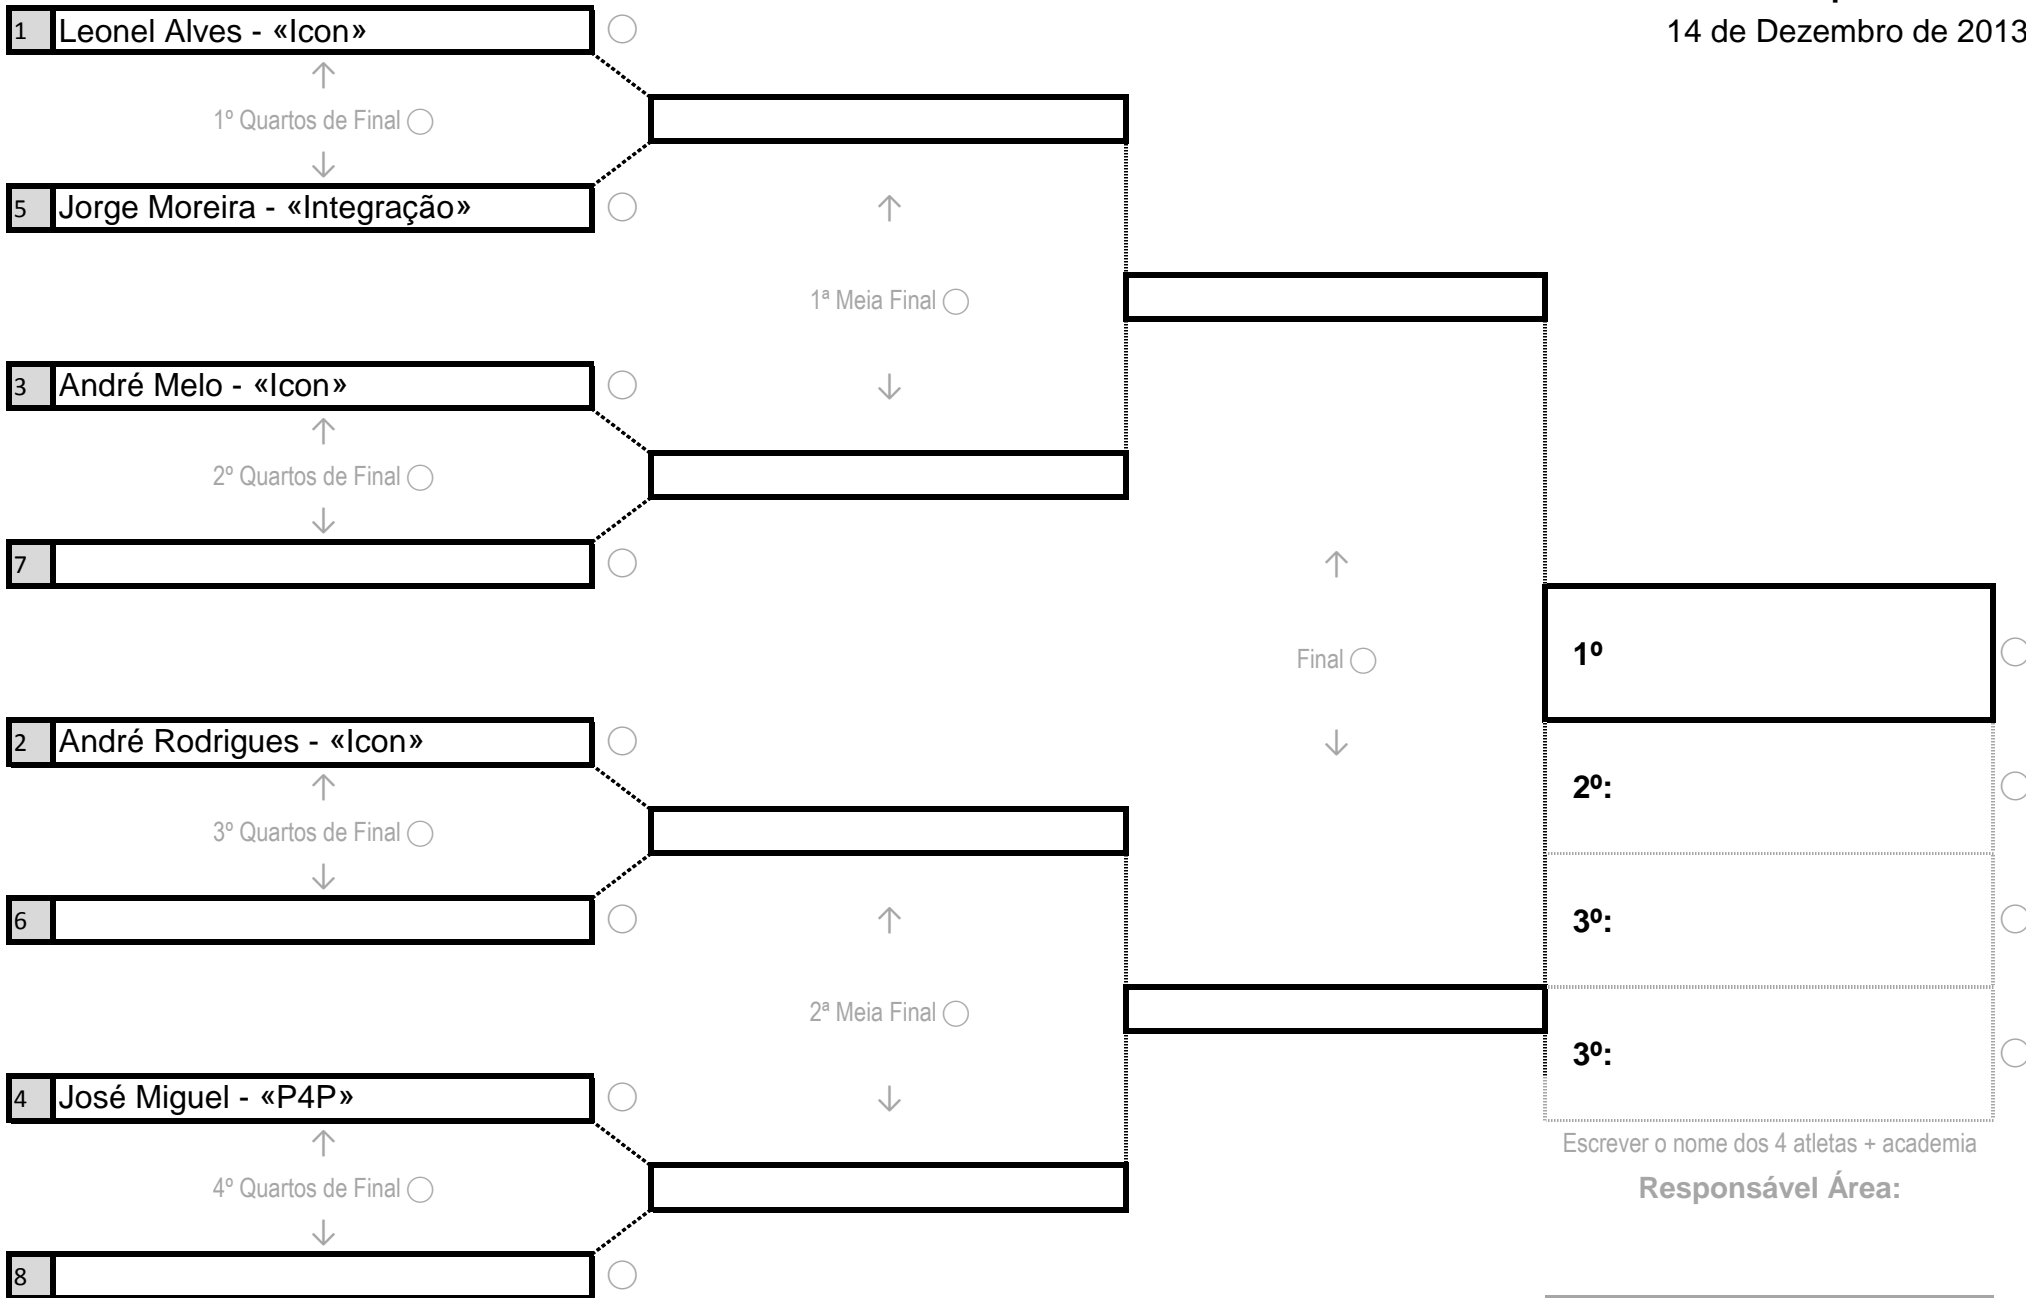 1 Leonel Alves - «Icon»
14 de Dezembro de 2013
1º Quartos de Final
5 Jorge Moreira - «Integração»
1ª Meia Final
3 André Melo - «Icon»
2º Quartos de Final
7
Final
1º
2 André Rodrigues - «Icon»
2º:
3º Quartos de Final
6
3º:
2ª Meia Final
3º:
4 José Miguel - «P4P»
Escrever o nome dos 4 atletas + academia
4º Quartos de Final
Responsável Área:
8